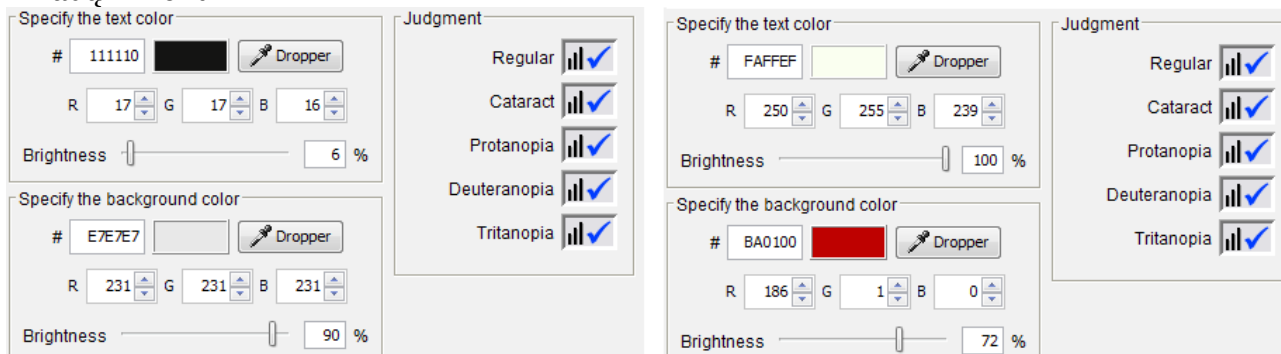 Specify the text color
# 111110 Dropper
R 17 G 17 B 16
Brightness 6 %
Specify the background color
# E7E7E7 Dropper
R 231 G 231 B 231
Brightness 90 %
Judgment
Regular
Cataract
Protanopia
Deuteranopia
Tritanopia
Specify the text color
# FAFFEF Dropper
R 250 G 255 B 239
Brightness 100 %
Specify the background color
# BA0100 Dropper
R 186 G 1 B 0
Brightness 72 %
Judgment
Regular
Cataract
Protanopia
Deuteranopia
Tritanopia